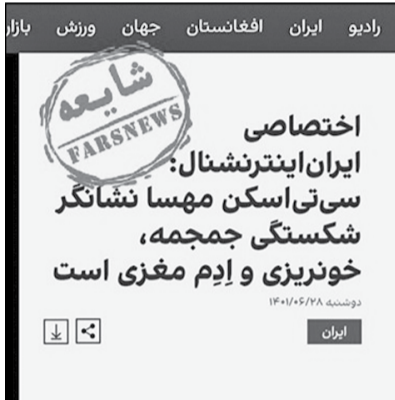 رادیو ایران افغانستان جهان ورزش بازار
شایعه
FARSNEWS
اختصاصی
ایران‌اینترنشنال:
سی‌تی‌اسکن مهسا نشانگر
شکستگی جمجمه،
خونریزی و اِدِم مغزی است
دوشنبه ۱۴۰۱/۰۶/۲۸
ایران